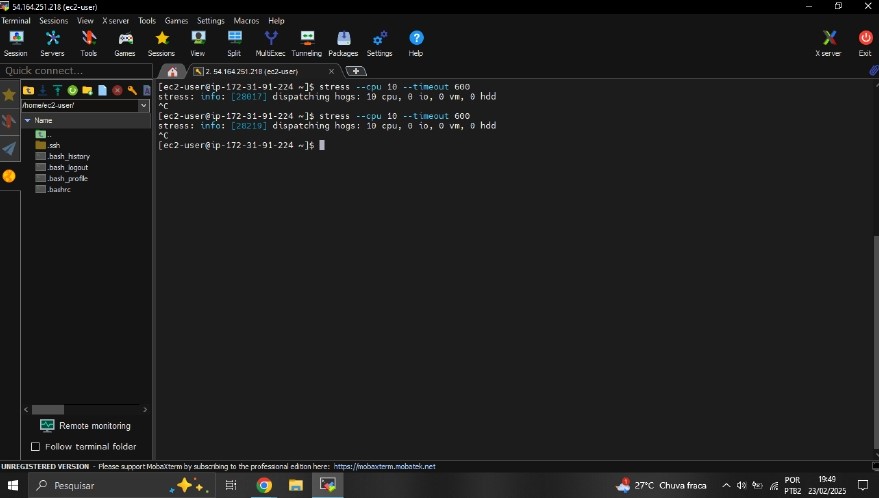 54.164.251.218 (ec2-user)
Terminal Sessions View X server Tools Games Settings Macros Help
Session Servers Tools Games Sessions View Split MultiExec Tunneling Packages Settings Help X server Exit
Quick connect...
2. 54.164.251.218 (ec2-user)
/home/ec2-user/
Name
..
.ssh
.bash_history
.bash_logout
.bash_profile
.bashrc
[ec2-user@ip-172-31-91-224 ~]$ stress --cpu 10 --timeout 600
stress: info: [28017] dispatching hogs: 10 cpu, 0 io, 0 vm, 0 hdd
^C
[ec2-user@ip-172-31-91-224 ~]$ stress --cpu 10 --timeout 600
stress: info: [28219] dispatching hogs: 10 cpu, 0 io, 0 vm, 0 hdd
^C
[ec2-user@ip-172-31-91-224 ~]$
Remote monitoring
Follow terminal folder
UNREGISTERED VERSION - Please support MobaXterm by subscribing to the professional edition here: https://mobaxterm.mobatek.net
Pesquisar
27°C Chuva fraca
POR
PTB2
19:49
23/02/2025